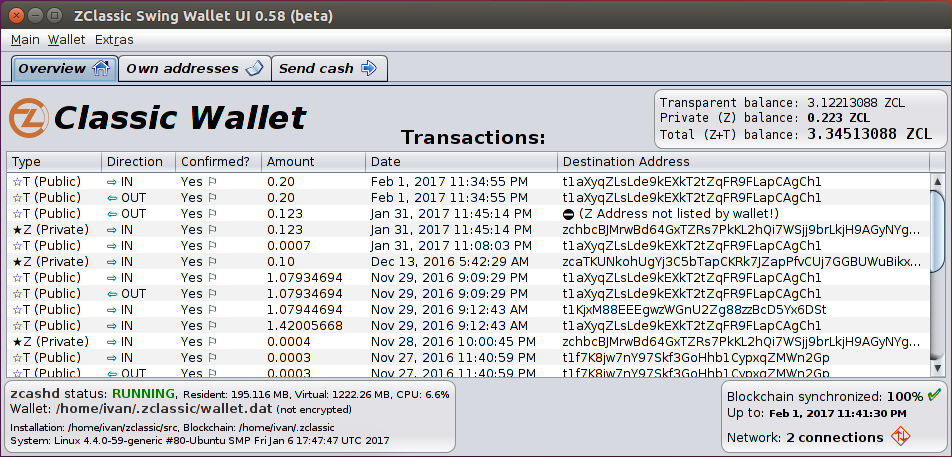 ZClassic Swing Wallet UI 0.58 (beta)
Main Wallet Extras
Overview Own addresses Send cash
Classic Wallet
Transactions:
Transparent balance: 3.12213088 ZCL
Private (Z) balance: 0.223 ZCL
Total (Z+T) balance: 3.34513088 ZCL
Type Direction Confirmed? Amount Date Destination Address
☆T (Public) ⇨ IN Yes ⚐ 0.20 Feb 1, 2017 11:34:55 PM t1aXyqZLsLde9kEXkT2tZqFR9FLapCAgCh1
☆T (Public) ⇦ OUT Yes ⚐ 0.20 Feb 1, 2017 11:34:55 PM t1aXyqZLsLde9kEXkT2tZqFR9FLapCAgCh1
☆T (Public) ⇦ OUT Yes ⚐ 0.123 Jan 31, 2017 11:45:14 PM ⛔ (Z Address not listed by wallet!)
★Z (Private) ⇨ IN Yes ⚐ 0.123 Jan 31, 2017 11:45:14 PM zchbcBJMrwBd64GxTZRs7PkKL2hQi7WSjj9brLkjH9AGyNYg...
☆T (Public) ⇨ IN Yes ⚐ 0.0007 Jan 31, 2017 11:08:03 PM t1aXyqZLsLde9kEXkT2tZqFR9FLapCAgCh1
★Z (Private) ⇨ IN Yes ⚐ 0.10 Dec 13, 2016 5:42:29 AM zcaTKUNkohUgYj3C5bTapCKRk7JZapPfvCUj7GGBUWuBikx...
☆T (Public) ⇨ IN Yes ⚐ 1.07934694 Nov 29, 2016 9:09:29 PM t1aXyqZLsLde9kEXkT2tZqFR9FLapCAgCh1
☆T (Public) ⇦ OUT Yes ⚐ 1.07934694 Nov 29, 2016 9:09:29 PM t1aXyqZLsLde9kEXkT2tZqFR9FLapCAgCh1
☆T (Public) ⇨ IN Yes ⚐ 1.07944694 Nov 29, 2016 9:12:43 AM t1KjxM88EEEgwzWGnU2Zg88zzBcD5Yx6DSt
☆T (Public) ⇨ IN Yes ⚐ 1.42005668 Nov 29, 2016 9:12:43 AM t1aXyqZLsLde9kEXkT2tZqFR9FLapCAgCh1
★Z (Private) ⇨ IN Yes ⚐ 0.0004 Nov 28, 2016 10:00:45 PM zchbcBJMrwBd64GxTZRs7PkKL2hQi7WSjj9brLkjH9AGyNYg...
☆T (Public) ⇨ IN Yes ⚐ 0.0003 Nov 27, 2016 11:40:59 PM t1f7K8jw7nY97Skf3GoHhb1CypxqZMWn2Gp
☆T (Public) ⇦ OUT Yes ⚐ 0.0003 Nov 27, 2016 11:40:59 PM t1f7K8jw7nY97Skf3GoHhb1CypxqZMWn2Gp
zcashd status: RUNNING, Resident: 195.116 MB, Virtual: 1222.26 MB, CPU: 6.6%
Wallet: /home/ivan/.zclassic/wallet.dat (not encrypted)
Installation: /home/ivan/zclassic/src, Blockchain: /home/ivan/.zclassic
System: Linux 4.4.0-59-generic #80-Ubuntu SMP Fri Jan 6 17:47:47 UTC 2017
Blockchain synchronized: 100% ✔
Up to: Feb 1, 2017 11:41:30 PM
Network: 2 connections